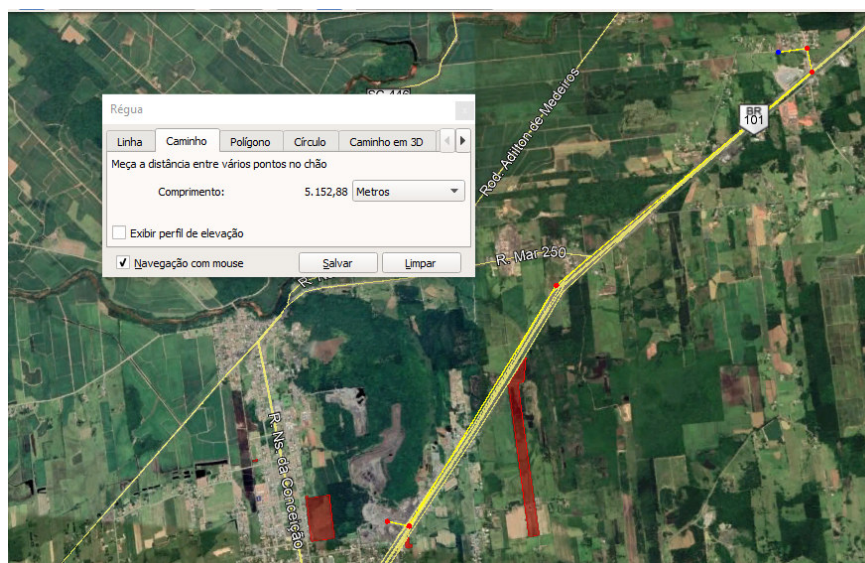 SC-446
Rod. Adilton de Medeiros
BR
101
Régua
Linha
Caminho
Polígono
Círculo
Caminho em 3D
Meça a distância entre vários pontos no chão
Comprimento:
5.152,88
Metros
Exibir perfil de elevação
Navegação com mouse
Salvar
Limpar
R. Mar 250
R. Ns. da Conceição